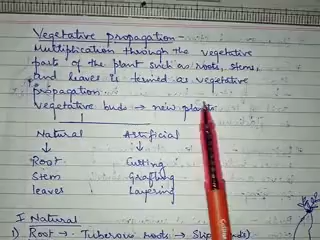 Vegetative propagation -
Multiplication through the vegetative
part of the plant such as roots, stems,
and leaves is termed as vegetative
propagation.
Vegetative buds → new plants
Natural Artificial
↓ ↓
Root Cutting
Stem Grafting
leaves Layering
I Natural
1) Root → Tuberous roots → Slip